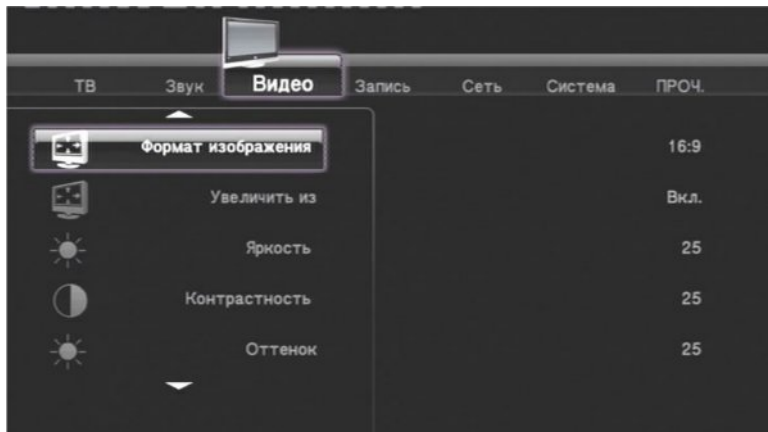 ТВ Звук Видео Запись Сеть Система ПРОЧ.
Формат изображения 16:9
Увеличить из Вкл.
Яркость 25
Контрастность 25
Оттенок 25